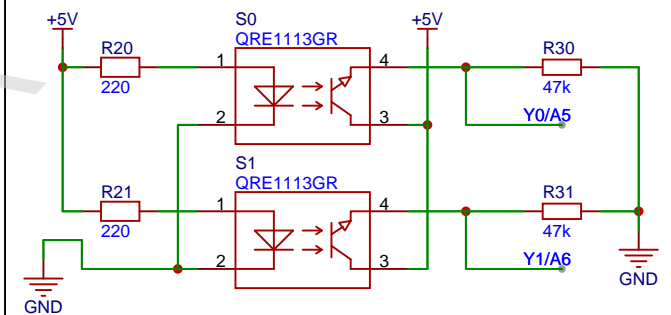 +5V
S0
QRE1113GR
+5V
R20
220
1
2
4
3
R30
47k
Y0/A5
S1
QRE1113GR
R21
220
1
2
4
3
R31
47k
Y1/A6
GND
GND